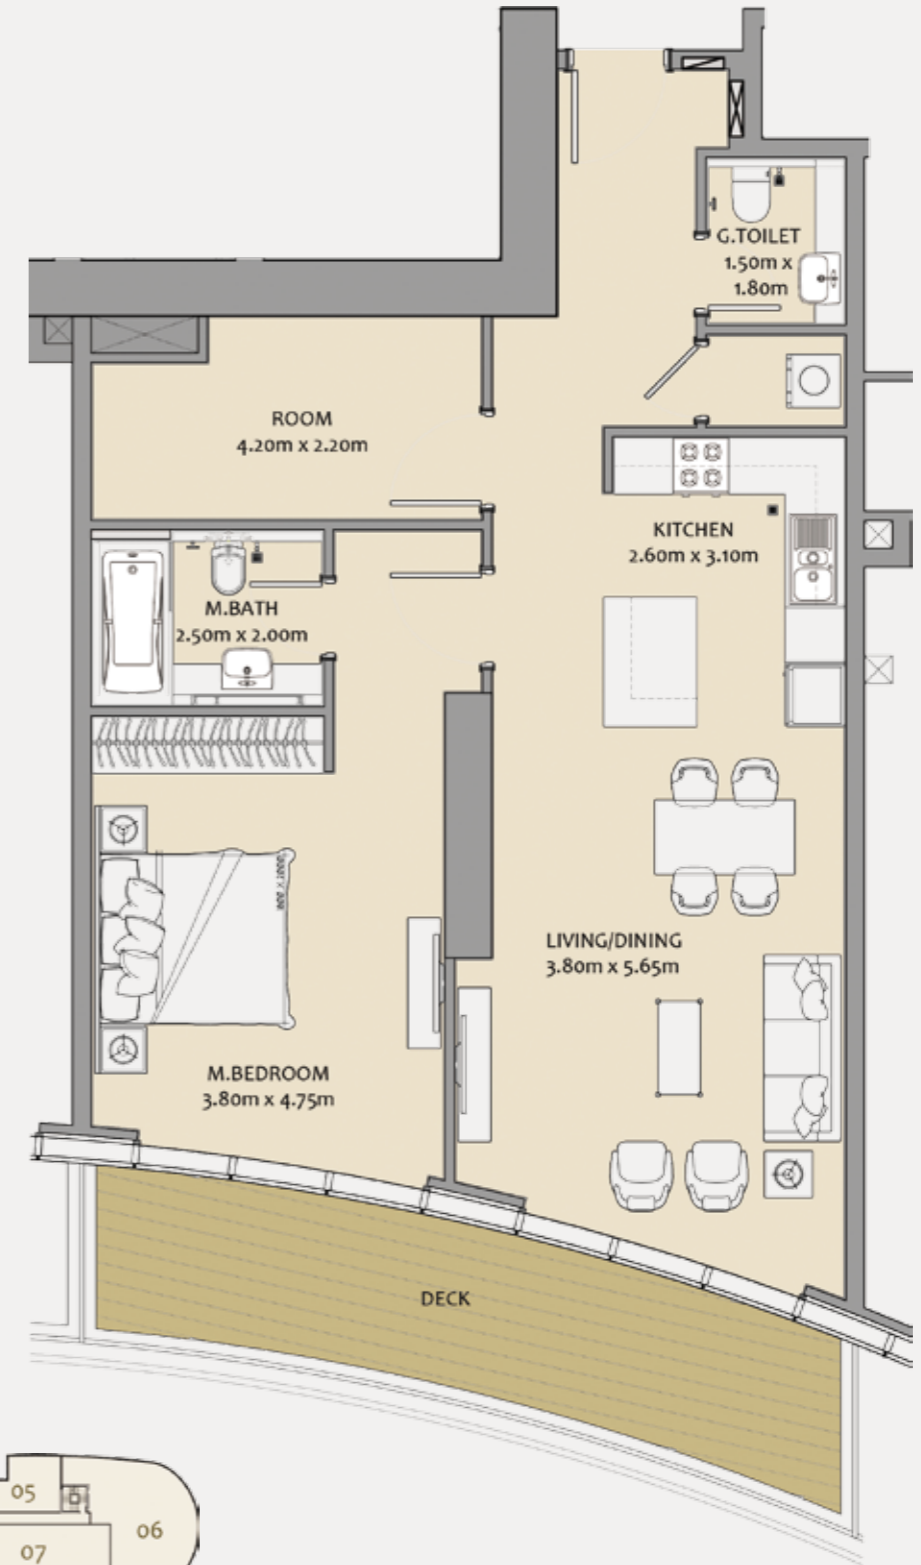 G.TOILET
1.50m x
1.80m
ROOM
4.20m x 2.20m
KITCHEN
2.60m x 3.10m
M.BATH
2.50m x 2.00m
LIVING/DINING
3.80m x 5.65m
M.BEDROOM
3.80m x 4.75m
DECK
05
06
07